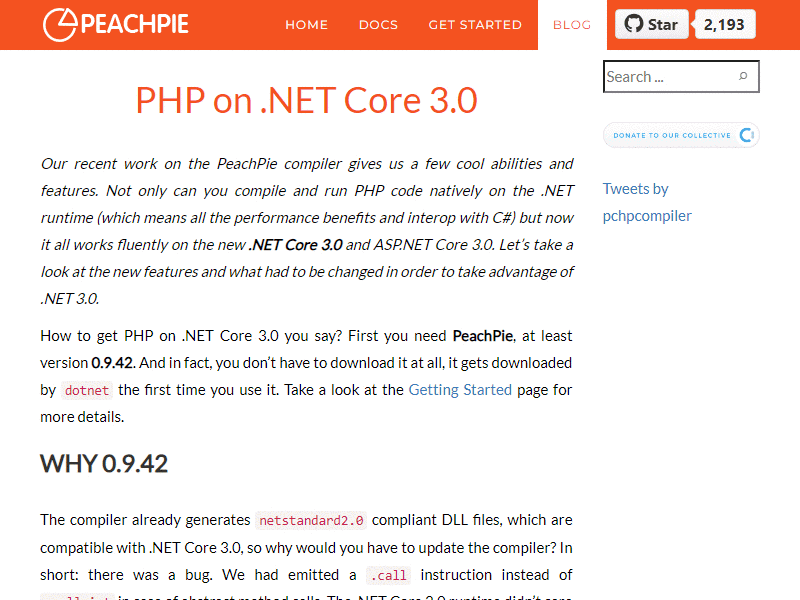 PEACHPIE
HOME DOCS GET STARTED BLOG Star 2,193
Search ...
PHP on .NET Core 3.0
DONATE TO OUR COLLECTIVE
Tweets by
pchpcompiler
Our recent work on the PeachPie compiler gives us a few cool abilities and
features. Not only can you compile and run PHP code natively on the .NET
runtime (which means all the performance benefits and interop with C#) but now
it all works fluently on the new .NET Core 3.0 and ASP.NET Core 3.0. Let's take a
look at the new features and what had to be changed in order to take advantage of
.NET 3.0.
How to get PHP on .NET Core 3.0 you say? First you need PeachPie, at least
version 0.9.42. And in fact, you don't have to download it at all, it gets downloaded
by dotnet the first time you use it. Take a look at the Getting Started page for
more details.
WHY 0.9.42
The compiler already generates netstandard2.0 compliant DLL files, which are
compatible with .NET Core 3.0, so why would you have to update the compiler? In
short: there was a bug. We had emitted a .call instruction instead of